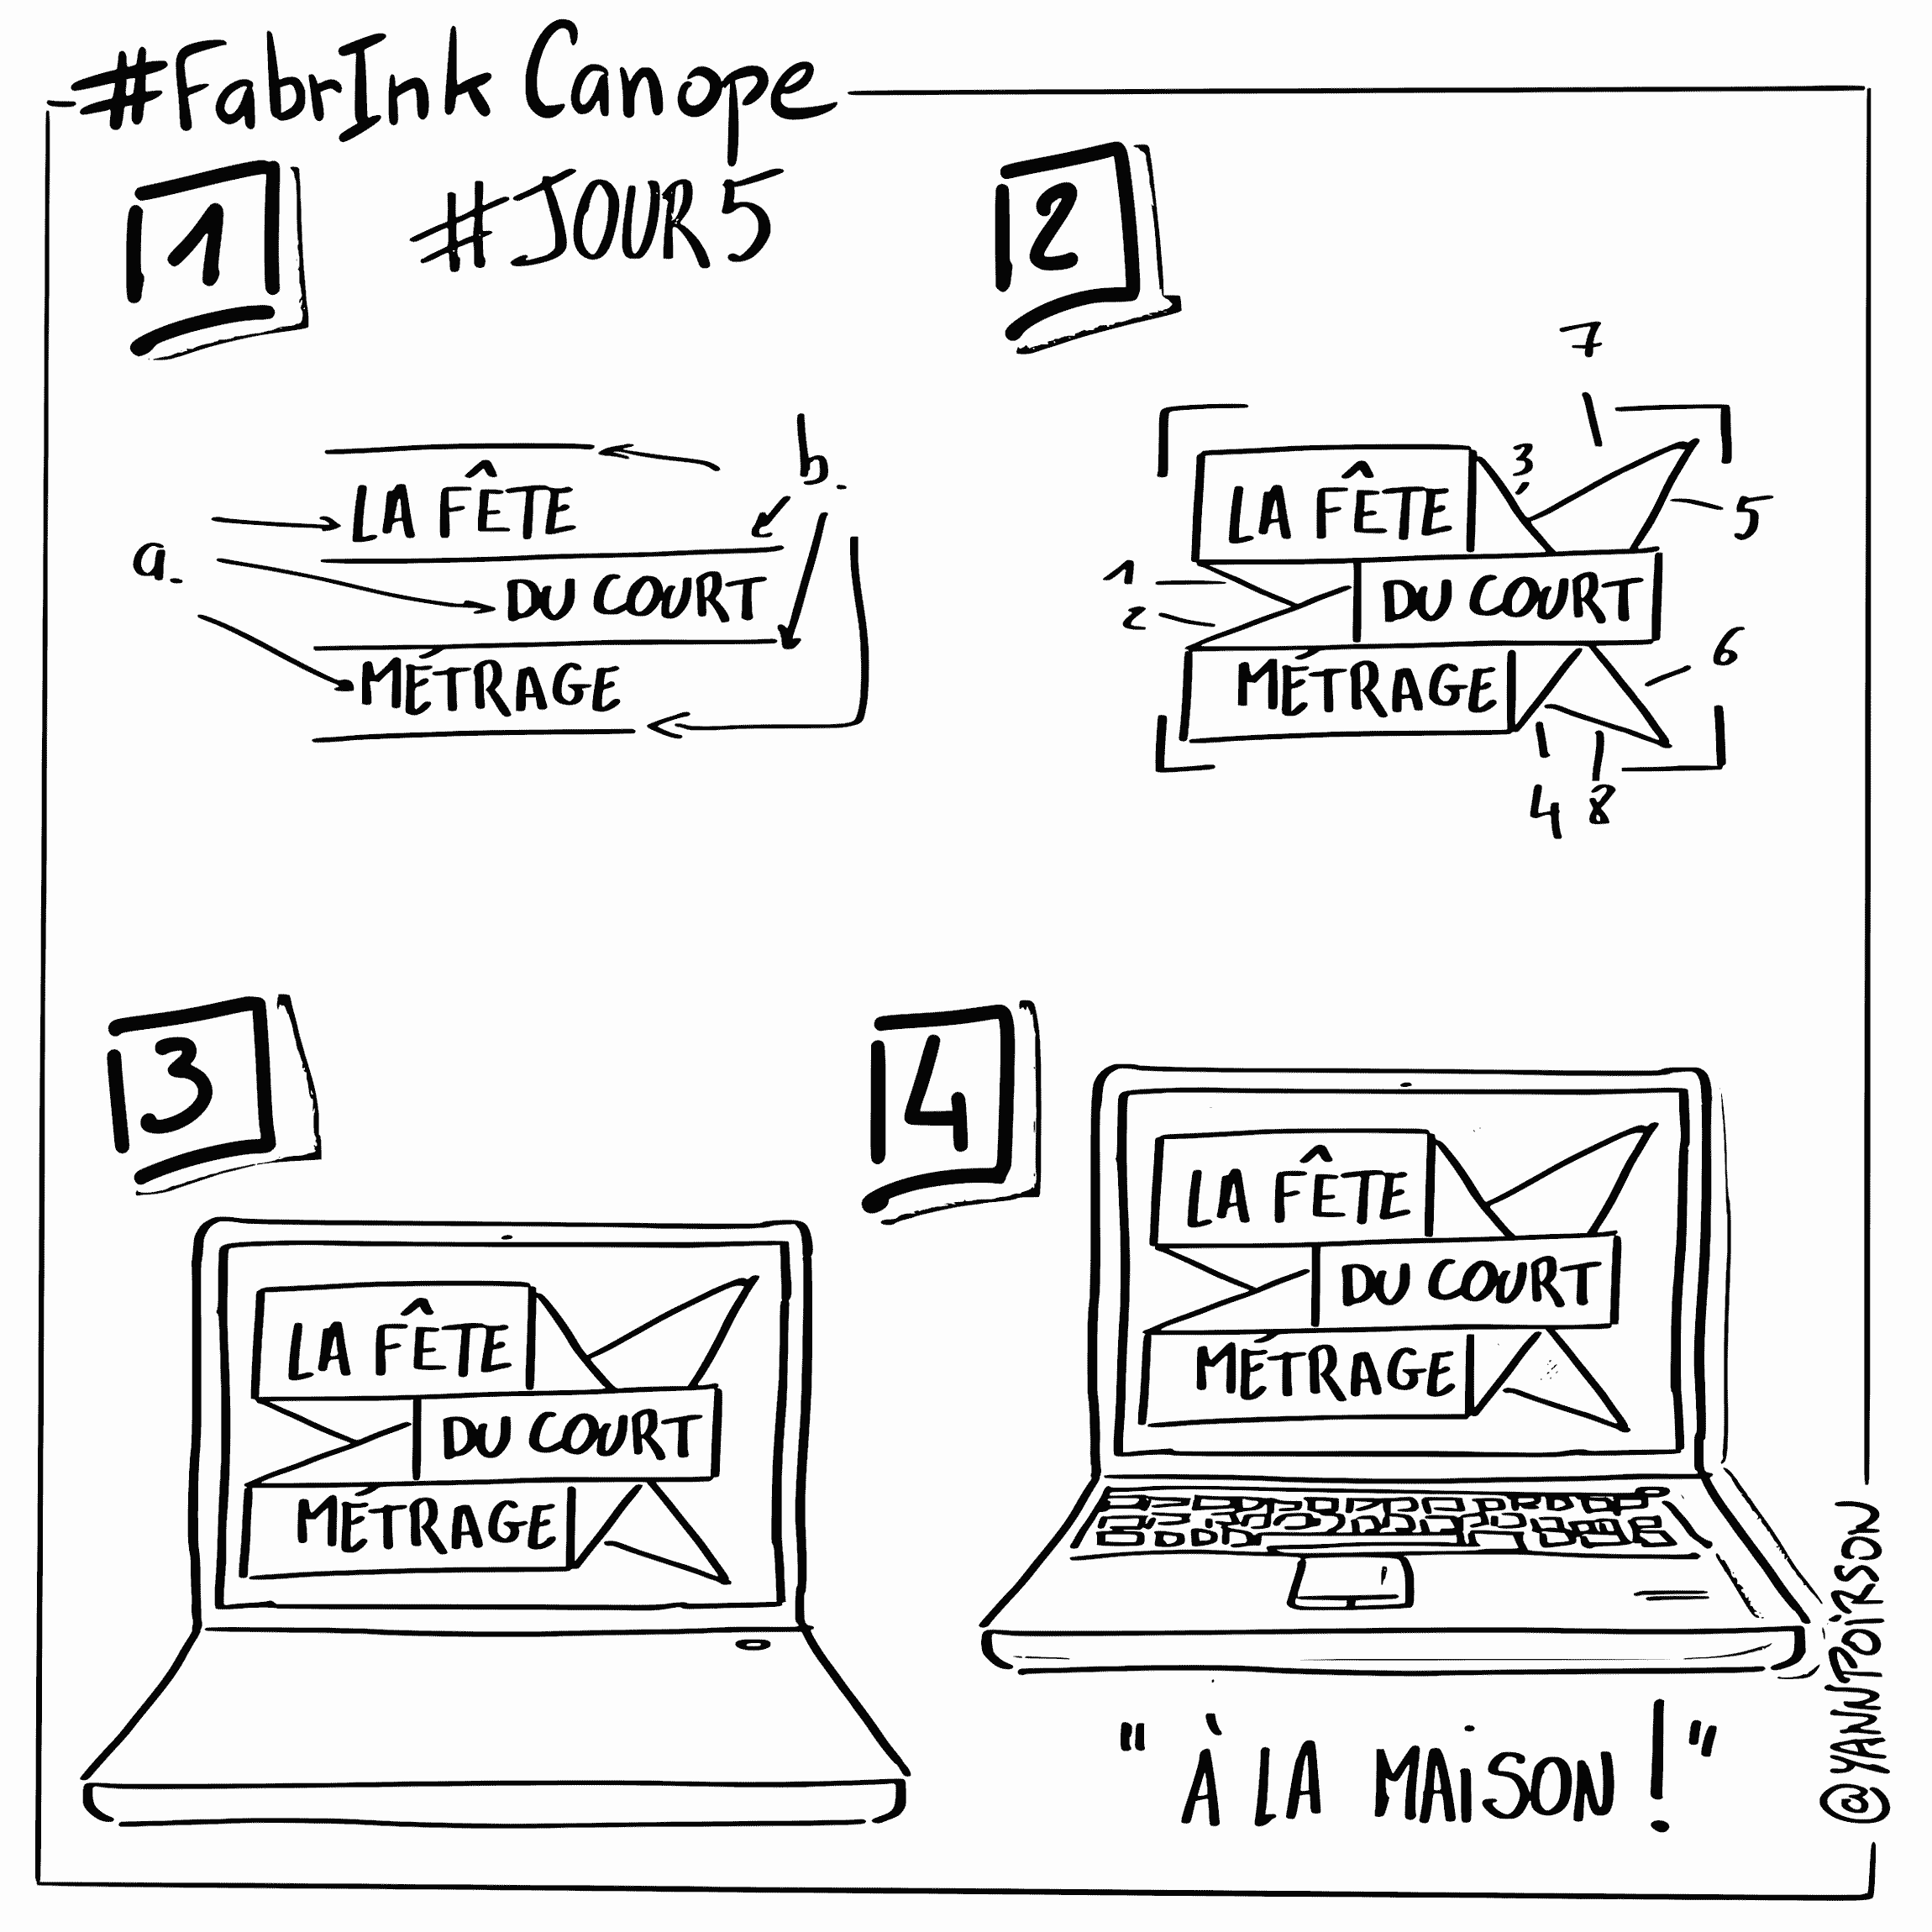 #FabrInk Canope
1
#JOUR5
2
a.
b.
LA FÊTE
DU COURT
MÉTRAGE
7
3
LA FÊTE
5
1
DU COURT
2
6
MÉTRAGE
4 8
3
LA FÊTE
DU COURT
MÉTRAGE
4
LA FÊTE
DU COURT
MÉTRAGE
"À LA MAiSON !"
@YANNPOiRSON